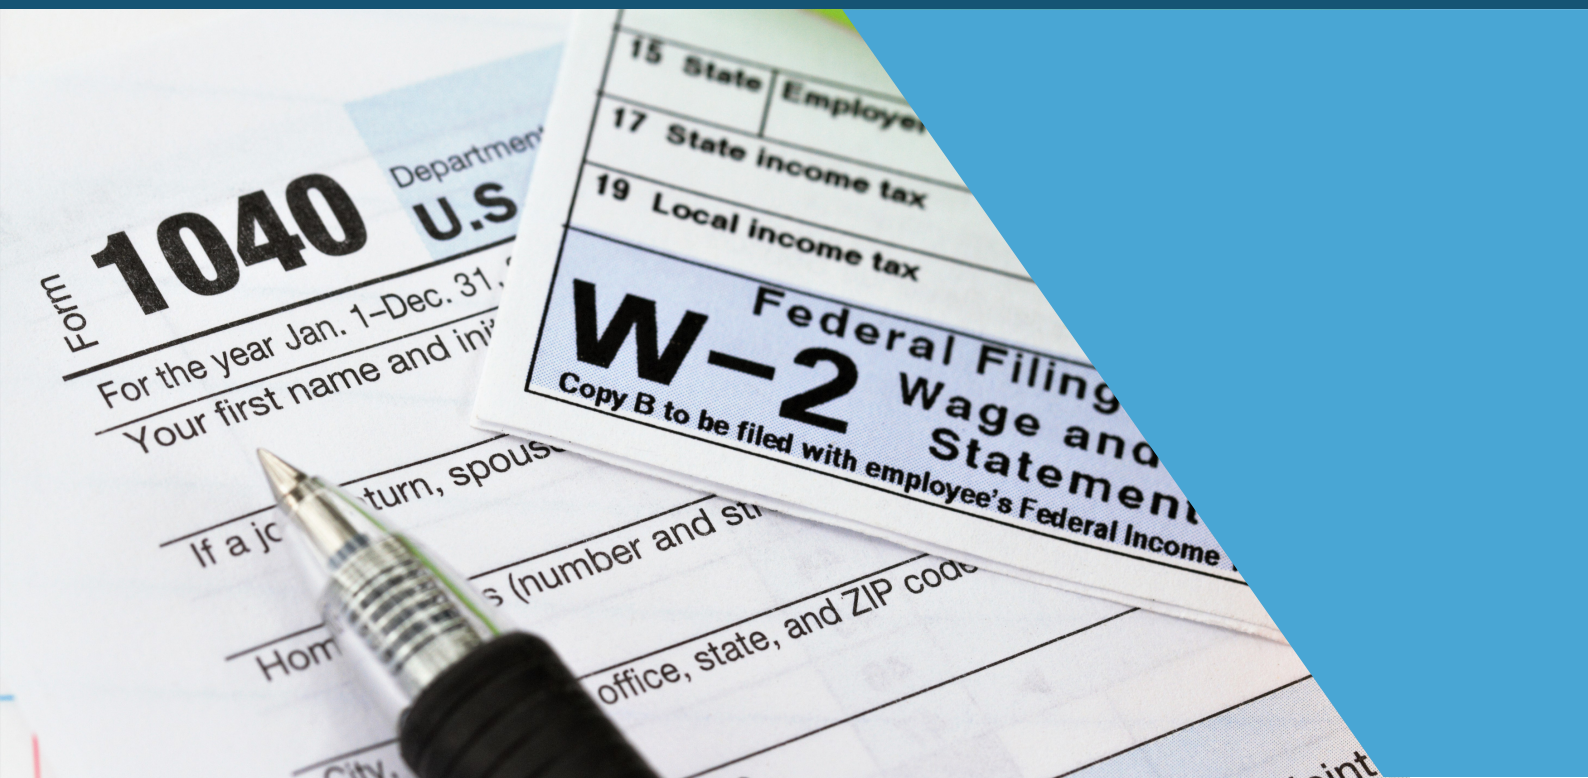 Form 1040
Department
U.S
For the year Jan. 1–Dec. 31,
Your first name and
If a
turn,
(number and
office, state, and ZIP code
City,
15 State Employer
17 State income tax
19 Local income tax
W–2
Federal Filing
Wage and
Statement
Copy B to be filed with employee's Federal Income